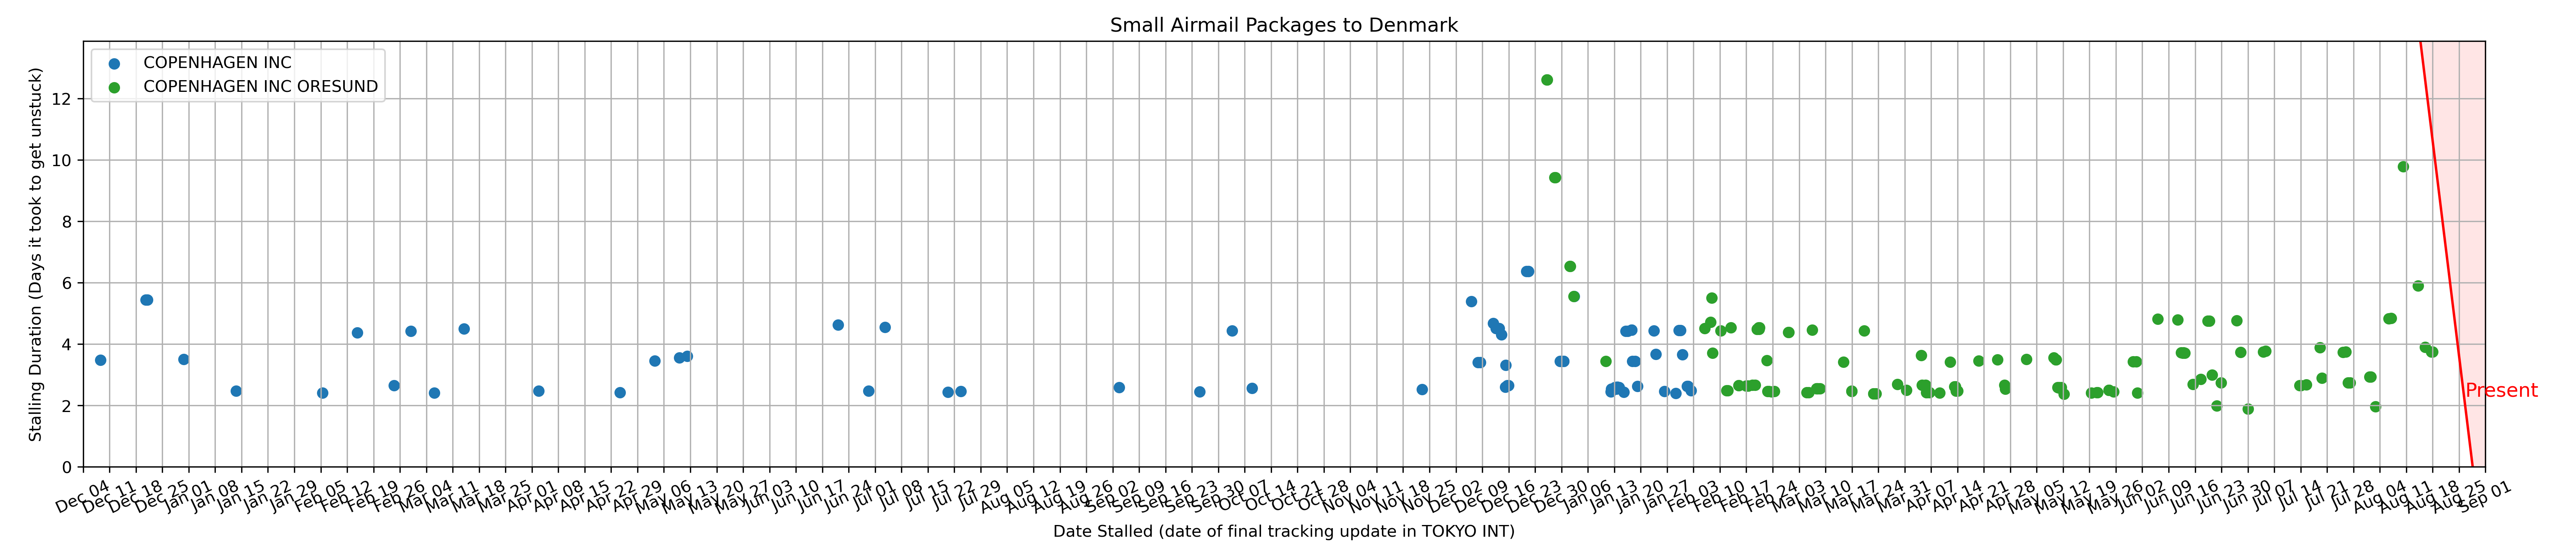 Small Airmail Packages to Denmark
COPENHAGEN INC
COPENHAGEN INC ORESUND
Stalling Duration (Days it took to get unstuck)
12
10
8
6
4
2
0
Present
Dec 04
Dec 11
Dec 18
Dec 25
Jan 01
Jan 08
Jan 15
Jan 22
Jan 29
Feb 05
Feb 12
Feb 19
Feb 26
Mar 04
Mar 11
Mar 18
Mar 25
Apr 01
Apr 08
Apr 15
Apr 22
Apr 29
May 06
May 13
May 20
May 27
Jun 03
Jun 10
Jun 17
Jun 24
Jul 01
Jul 08
Jul 15
Jul 22
Jul 29
Aug 05
Aug 12
Aug 19
Aug 26
Sep 02
Sep 09
Sep 16
Sep 23
Sep 30
Oct 07
Oct 14
Oct 21
Oct 28
Nov 04
Nov 11
Nov 18
Nov 25
Dec 02
Dec 09
Dec 16
Dec 23
Dec 30
Jan 06
Jan 13
Jan 20
Jan 27
Feb 03
Feb 10
Feb 17
Feb 24
Mar 03
Mar 10
Mar 17
Mar 24
Mar 31
Apr 07
Apr 14
Apr 21
Apr 28
May 05
May 12
May 19
May 26
Jun 02
Jun 09
Jun 16
Jun 23
Jun 30
Jul 07
Jul 14
Jul 21
Jul 28
Aug 04
Aug 11
Aug 18
Aug 25
Sep 01
Date Stalled (date of final tracking update in TOKYO INT)